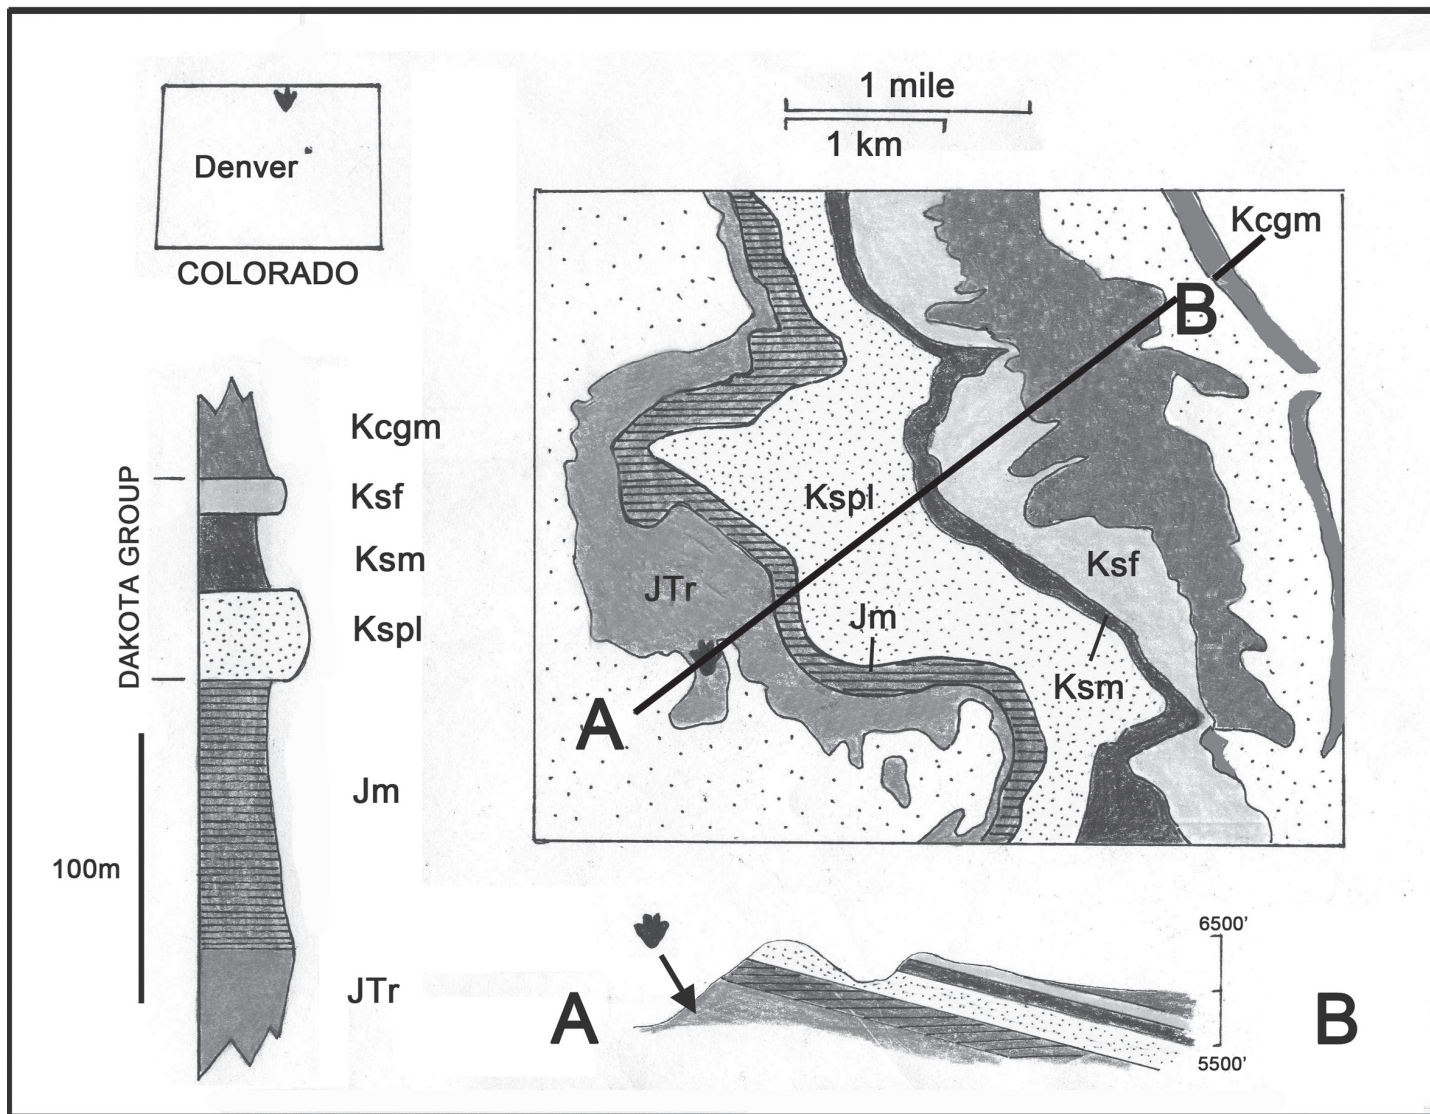 Denver
COLORADO
1 mile
1 km
Kcgm
B
Kspl
Ksf
JTr
Jm
Ksm
A
DAKOTA GROUP
Kcgm
Ksf
Ksm
Kspl
Jm
JTr
100m
A
B
6500'
5500'